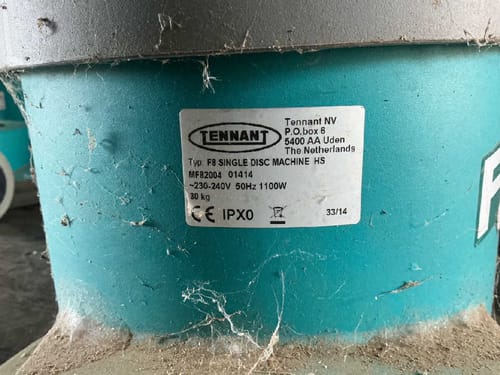 TENNANT
Tennant NV
P.O.box 6
5400 AA Uden
The Netherlands
Typ: F8 SINGLE DISC MACHINE HS
MF82004 01414
~230-240V 50Hz 1100W
30 kg
CE IPX0
33/14